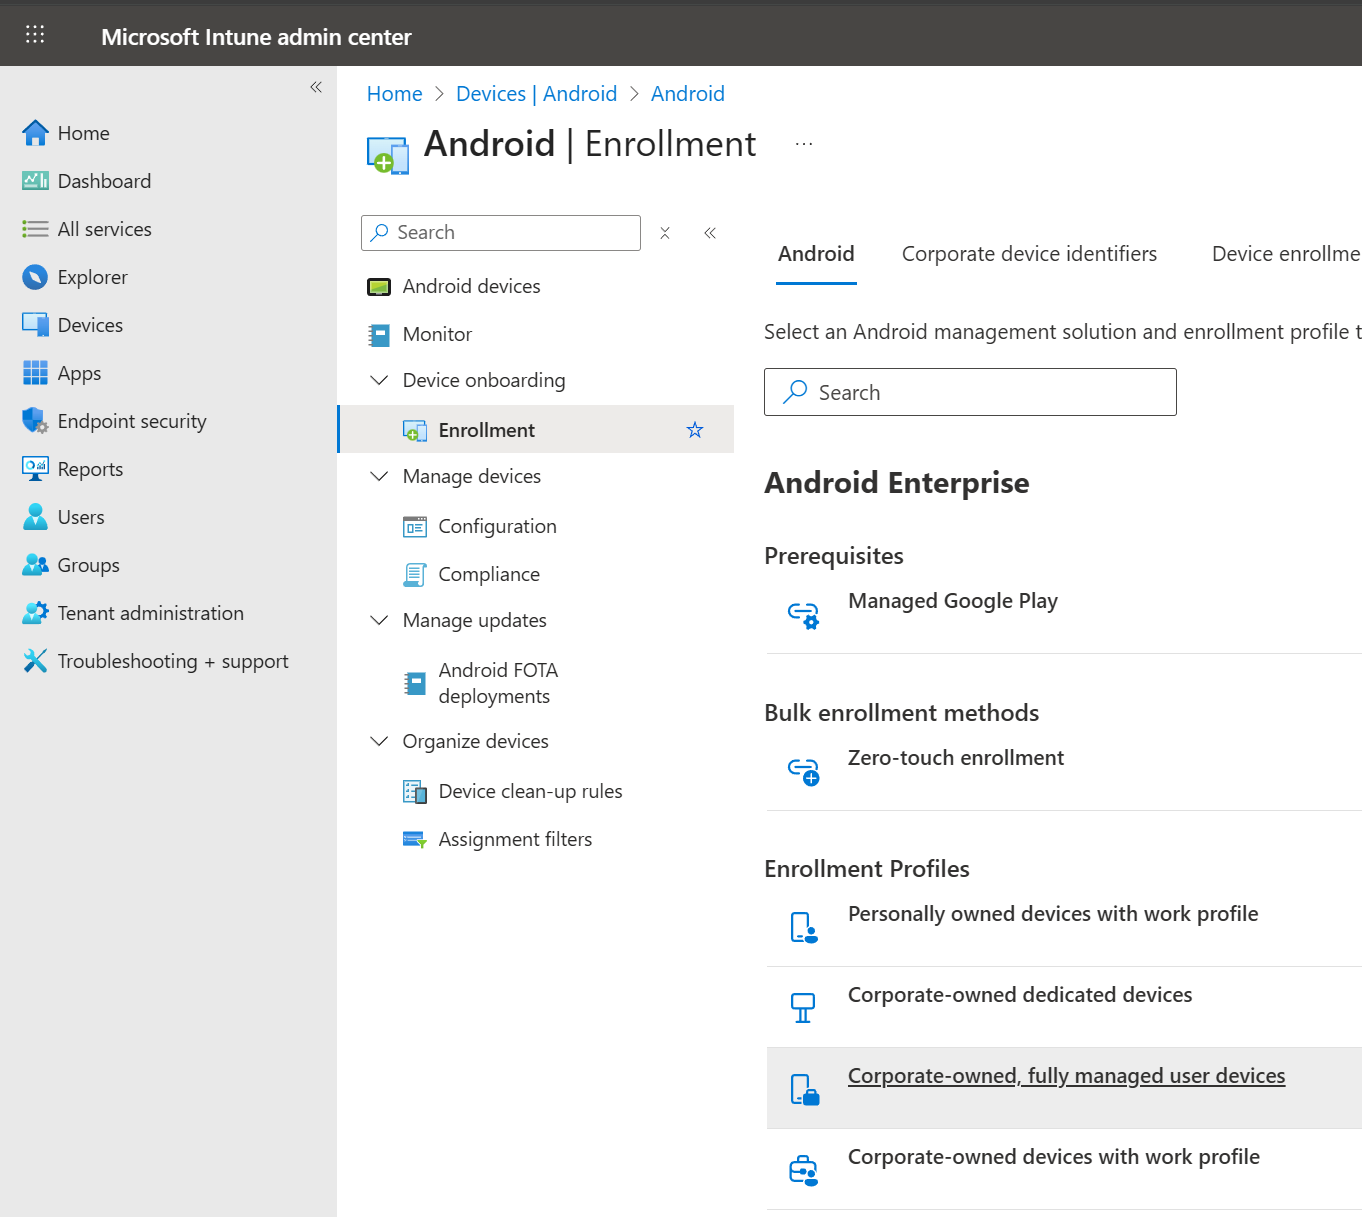 Microsoft Intune admin center
Home
Dashboard
All services
Explorer
Devices
Apps
Endpoint security
Reports
Users
Groups
Tenant administration
Troubleshooting + support
Home > Devices | Android > Android
Android | Enrollment
Search
Android devices
Monitor
Device onboarding
Enrollment
Manage devices
Configuration
Compliance
Manage updates
Android FOTA
deployments
Organize devices
Device clean-up rules
Assignment filters
Android Corporate device identifiers Device enrollme
Select an Android management solution and enrollment profile t
Search
Android Enterprise
Prerequisites
Managed Google Play
Bulk enrollment methods
Zero-touch enrollment
Enrollment Profiles
Personally owned devices with work profile
Corporate-owned dedicated devices
Corporate-owned, fully managed user devices
Corporate-owned devices with work profile